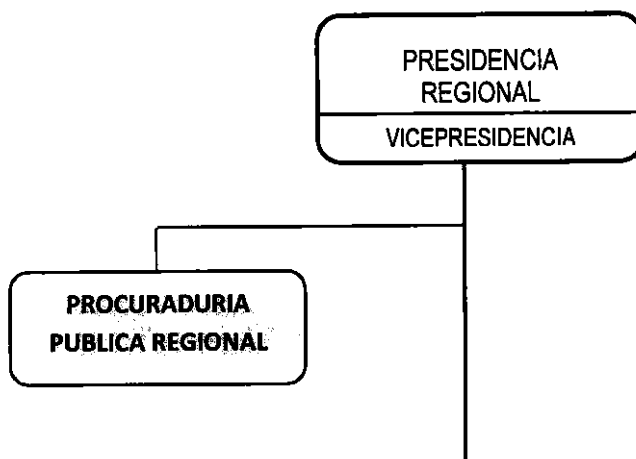 PRESIDENCIA
REGIONAL
VICEPRESIDENCIA
PROCURADURIA
PUBLICA REGIONAL